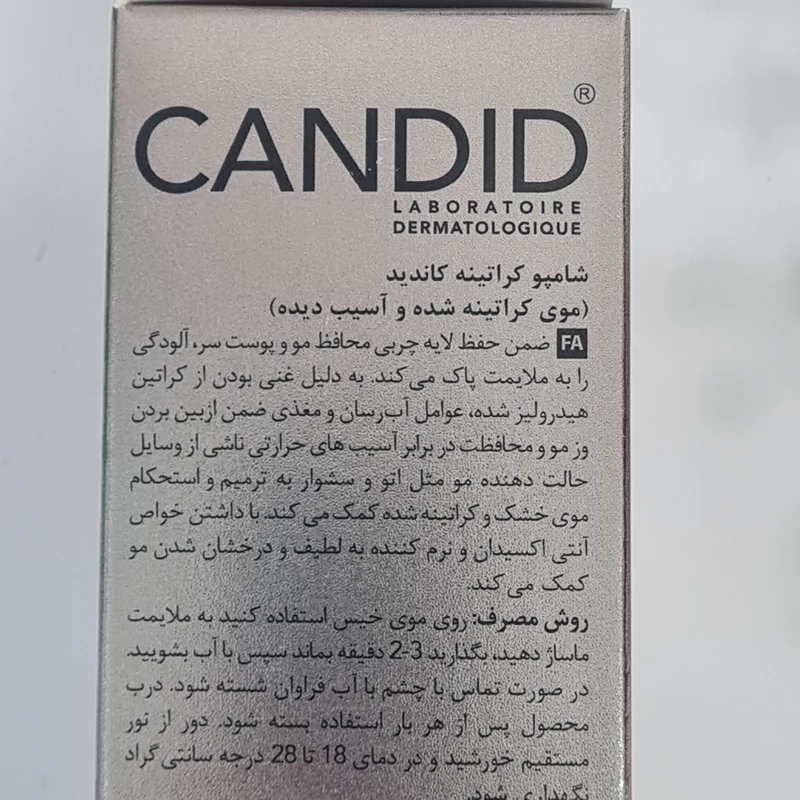 CANDID®
LABORATOIRE
DERMATOLOGIQUE
شامپو کراتینه کاندید
(موی کراتینه شده و آسیب دیده)
FA ضمن حفظ لایه چربی محافظ مو و پوست سر، آلودگی
را به ملایمت پاک می کند. به دلیل غنی بودن از کراتین
هیدرولیز شده، عوامل آب‌رسان و مغذی ضمن ازبین بردن
وز مو و محافظت در برابر آسیب های حرارتی ناشی از وسایل
حالت دهنده مو مثل اتو و سشوار به ترمیم و استحکام
موی خشک و کراتینه شده کمک می کند. با داشتن خواص
آنتی اکسیدان و نرم کننده به لطیف و درخشان شدن مو
کمک می کند.
روش مصرف: روی موی خیس استفاده کنید به ملایمت
ماساژ دهید، بگذارید 3-2 دقیقه بماند سپس با آب بشویید.
در صورت تماس با چشم با آب فراوان شسته شود. درب
محصول پس از هر بار استفاده بسته شود. دور از نور
مستقیم خورشید و در دمای 18 تا 28 درجه سانتی گراد
نگهداری شود.